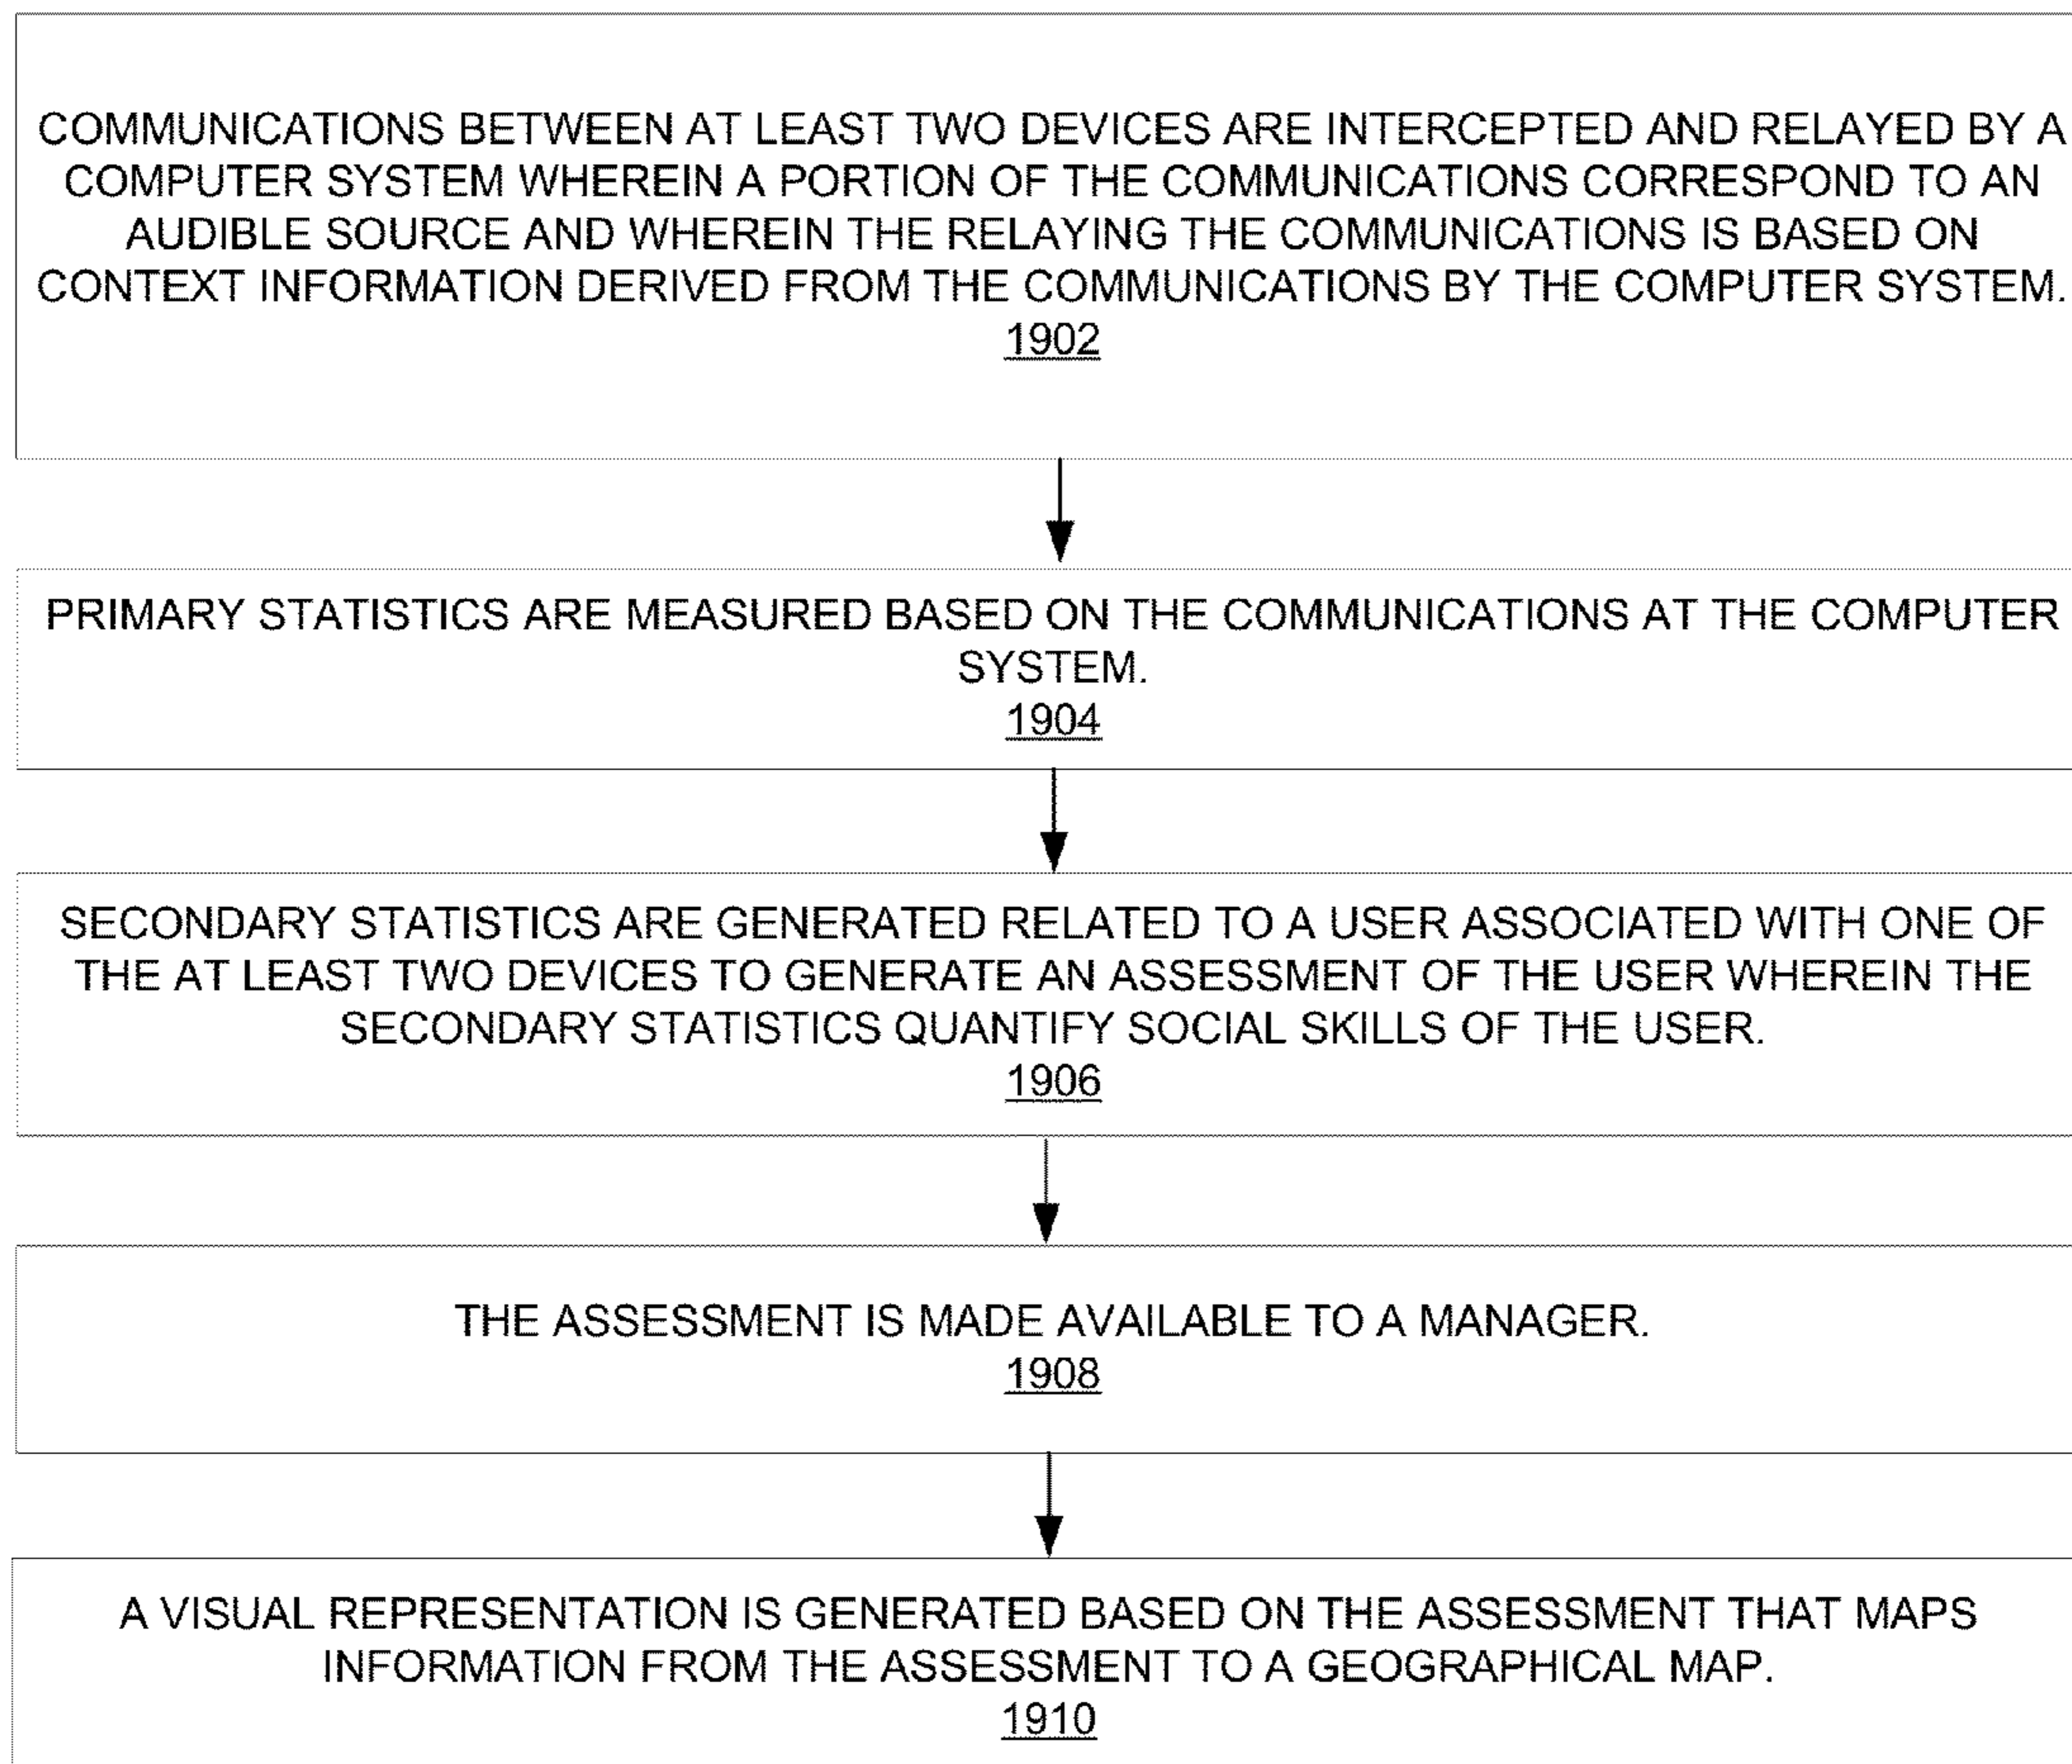 COMMUNICATIONS BETWEEN AT LEAST TWO DEVICES ARE INTERCEPTED AND RELAYED BY A
COMPUTER SYSTEM WHEREIN A PORTION OF THE COMMUNICATIONS CORRESPOND TO AN
AUDIBLE SOURCE AND WHEREIN THE RELAYING THE COMMUNICATIONS IS BASED ON
CONTEXT INFORMATION DERIVED FROM THE COMMUNICATIONS BY THE COMPUTER SYSTEM.
1902
PRIMARY STATISTICS ARE MEASURED BASED ON THE COMMUNICATIONS AT THE COMPUTER
SYSTEM.
1904
SECONDARY STATISTICS ARE GENERATED RELATED TO A USER ASSOCIATED WITH ONE OF
THE AT LEAST TWO DEVICES TO GENERATE AN ASSESSMENT OF THE USER WHEREIN THE
SECONDARY STATISTICS QUANTIFY SOCIAL SKILLS OF THE USER.
1906
THE ASSESSMENT IS MADE AVAILABLE TO A MANAGER.
1908
A VISUAL REPRESENTATION IS GENERATED BASED ON THE ASSESSMENT THAT MAPS
INFORMATION FROM THE ASSESSMENT TO A GEOGRAPHICAL MAP.
1910